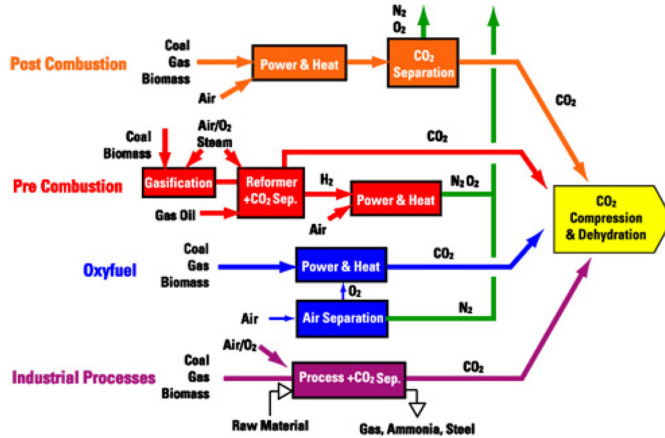 N₂
O₂
Post Combustion
Coal
Gas
Biomass
Air
Power & Heat
CO₂
Separation
CO₂
Pre Combustion
Coal
Biomass
Air/O₂
Steam
Gasification
Gas Oil
Reformer
+CO₂ Sep.
CO₂
H₂
Air
Power & Heat
N₂ O₂
CO₂
Compression
& Dehydration
Oxyfuel
Coal
Gas
Biomass
Power & Heat
CO₂
O₂
Air
Air Separation
N₂
Industrial Processes
Coal
Gas
Biomass
Air/O₂
Process +CO₂ Sep.
CO₂
Raw Material
Gas, Ammonia, Steel